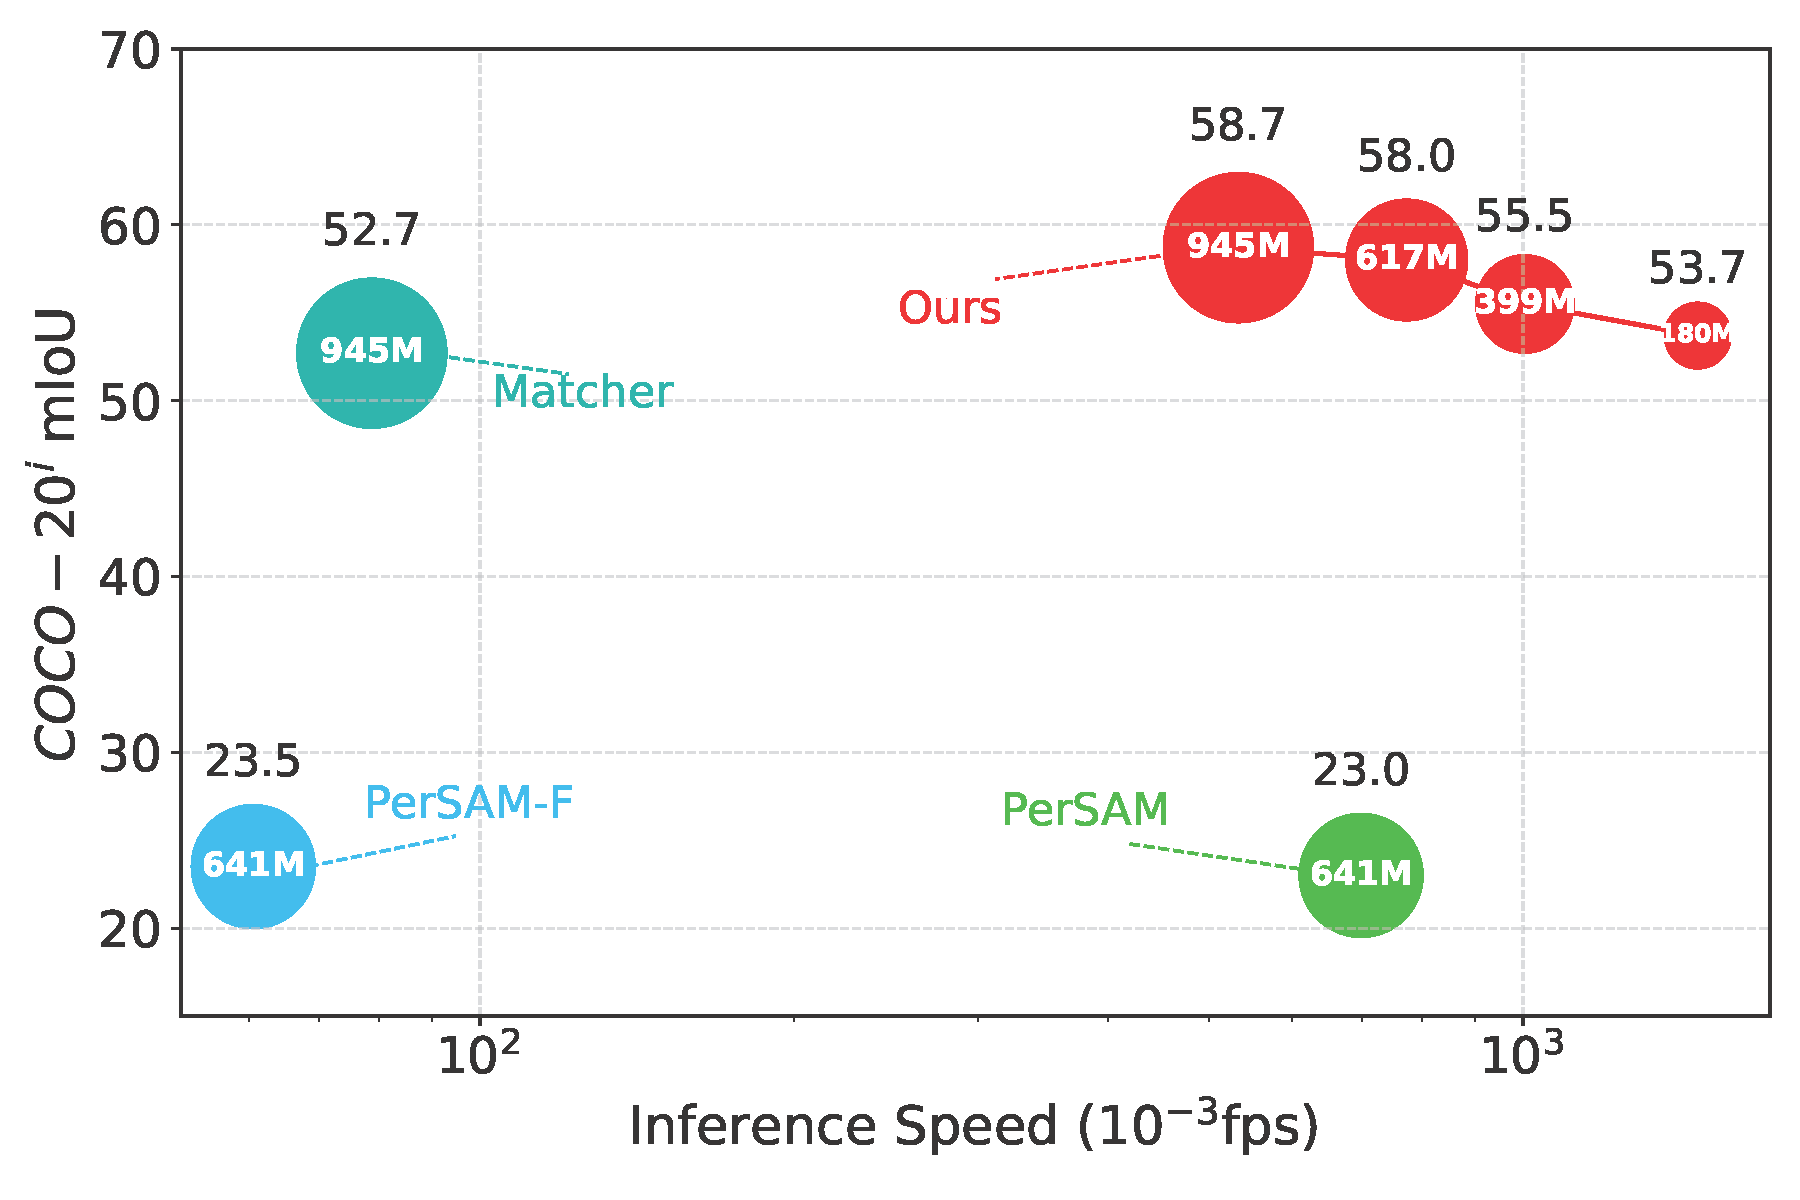 70
60
50
40
30
20
COCO − 20^i mIoU
58.7
58.0
55.5
53.7
52.7
945M
617M
399M
180M
Ours
945M
Matcher
23.5
641M
PerSAM-F
PerSAM
23.0
641M
10^2
10^3
Inference Speed (10^−3fps)